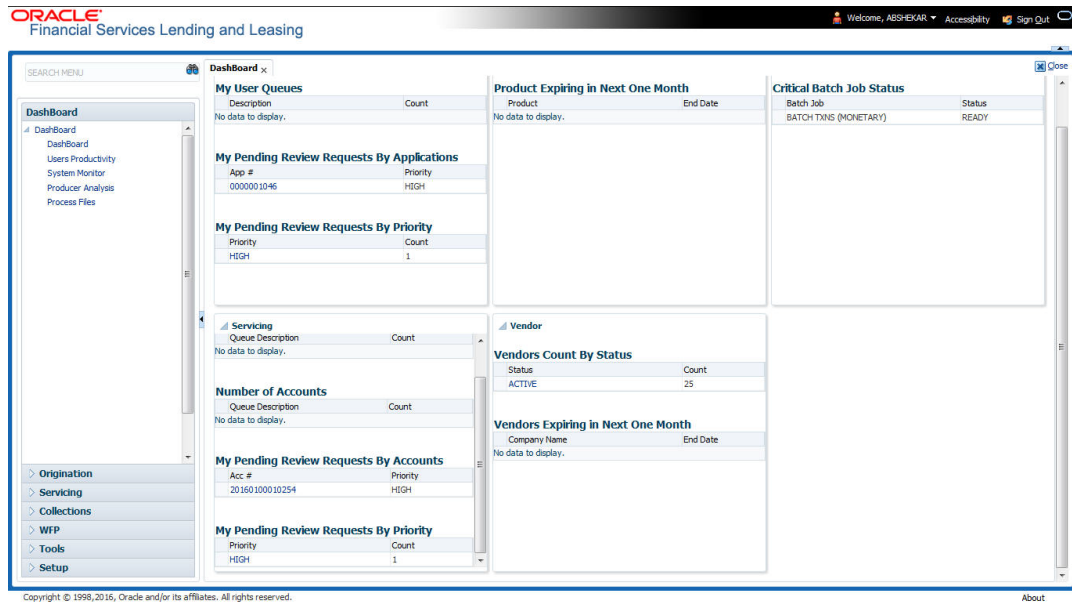 ORACLE
Financial Services Lending and Leasing
Welcome, ABSHEKAR Accessibility Sign Out
SEARCH MENU
DashBoard
Close
DashBoard
DashBoard
DashBoard
Users Productivity
System Monitor
Producer Analysis
Process Files
Origination
Servicing
Collections
WFP
Tools
Setup
My User Queues
Description Count
No data to display.
My Pending Review Requests By Applications
App # Priority
0000001046 HIGH
My Pending Review Requests By Priority
Priority Count
HIGH 1
Product Expiring in Next One Month
Product End Date
No data to display.
Critical Batch Job Status
Batch Job Status
BATCH TXNS (MONETARY) READY
Servicing
Queue Description Count
No data to display.
Number of Accounts
Queue Description Count
No data to display.
My Pending Review Requests By Accounts
Acc # Priority
20160100010254 HIGH
My Pending Review Requests By Priority
Priority Count
HIGH 1
Vendor
Vendors Count By Status
Status Count
ACTIVE 25
Vendors Expiring in Next One Month
Company Name End Date
No data to display.
Copyright © 1998,2016, Oracle and/or its affiliates. All rights reserved.
About